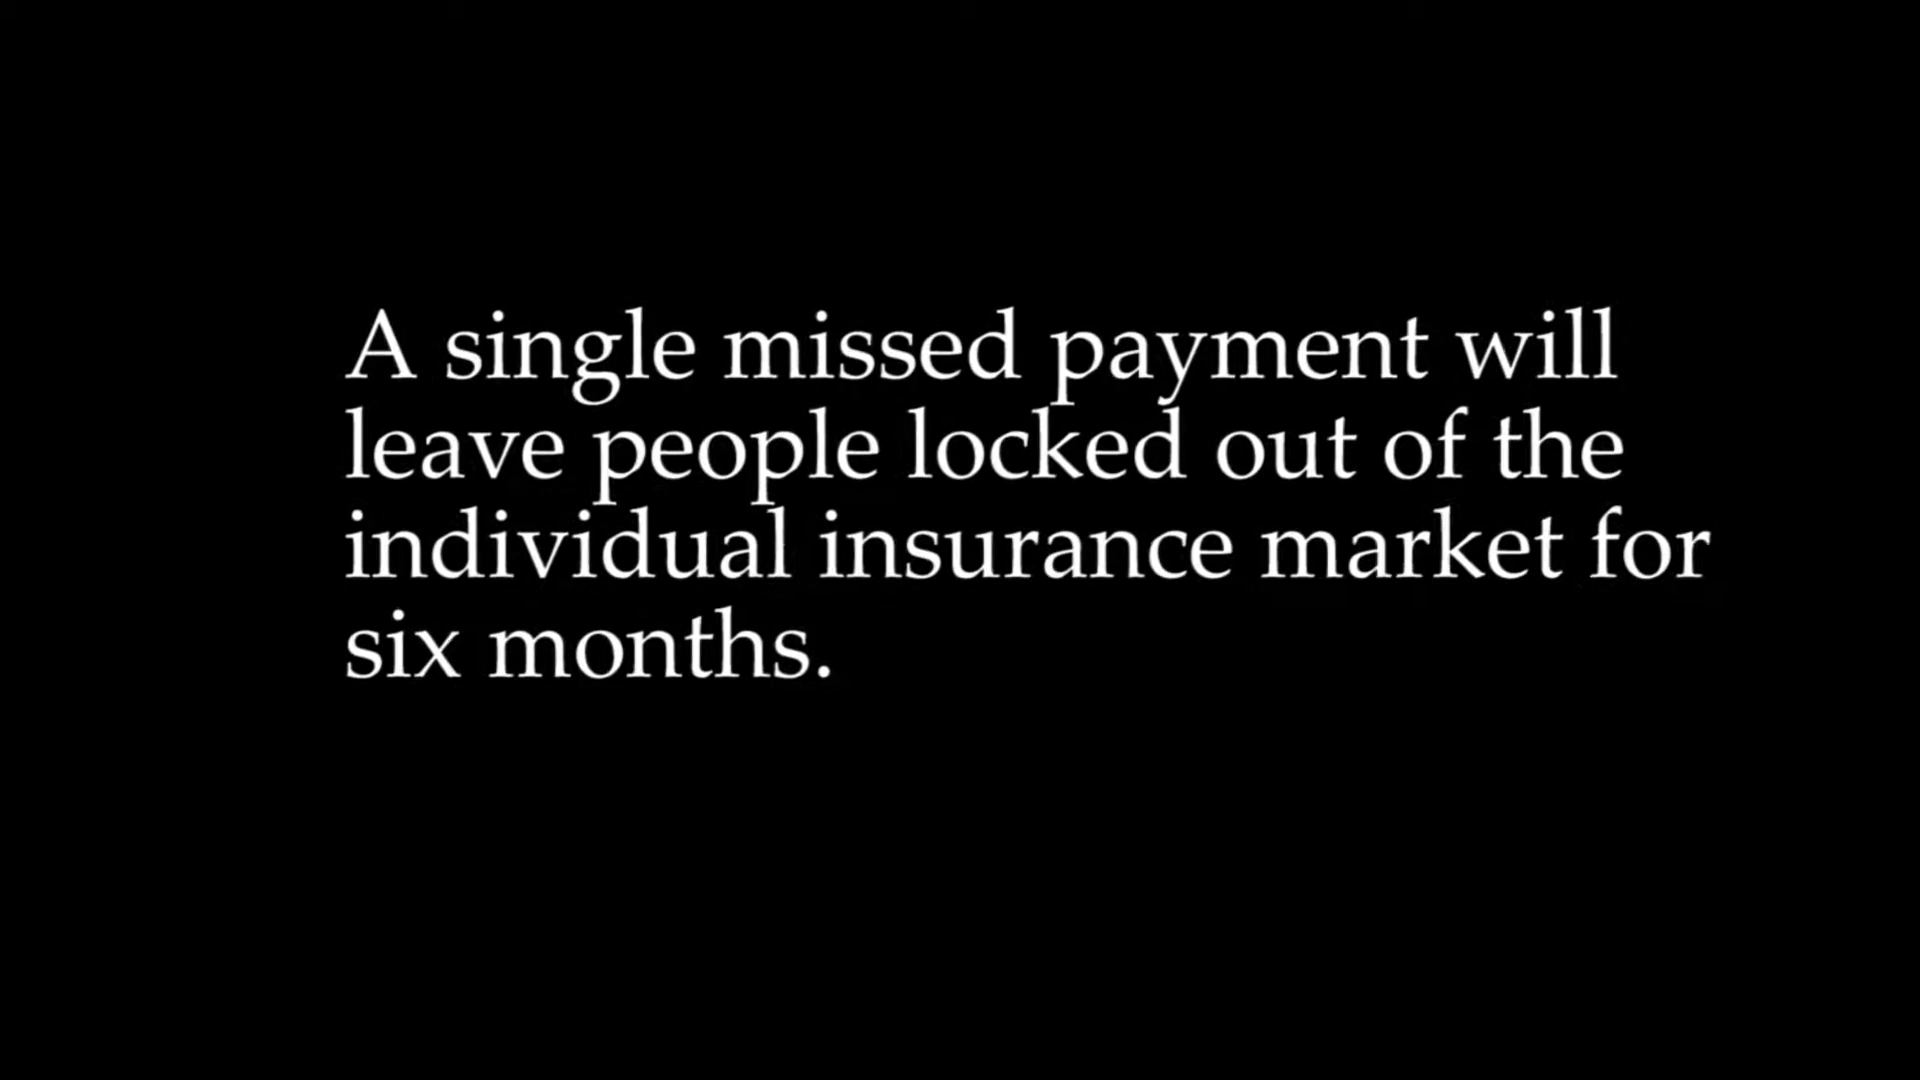 A single missed payment will
leave people locked out of the
individual insurance market for
six months.